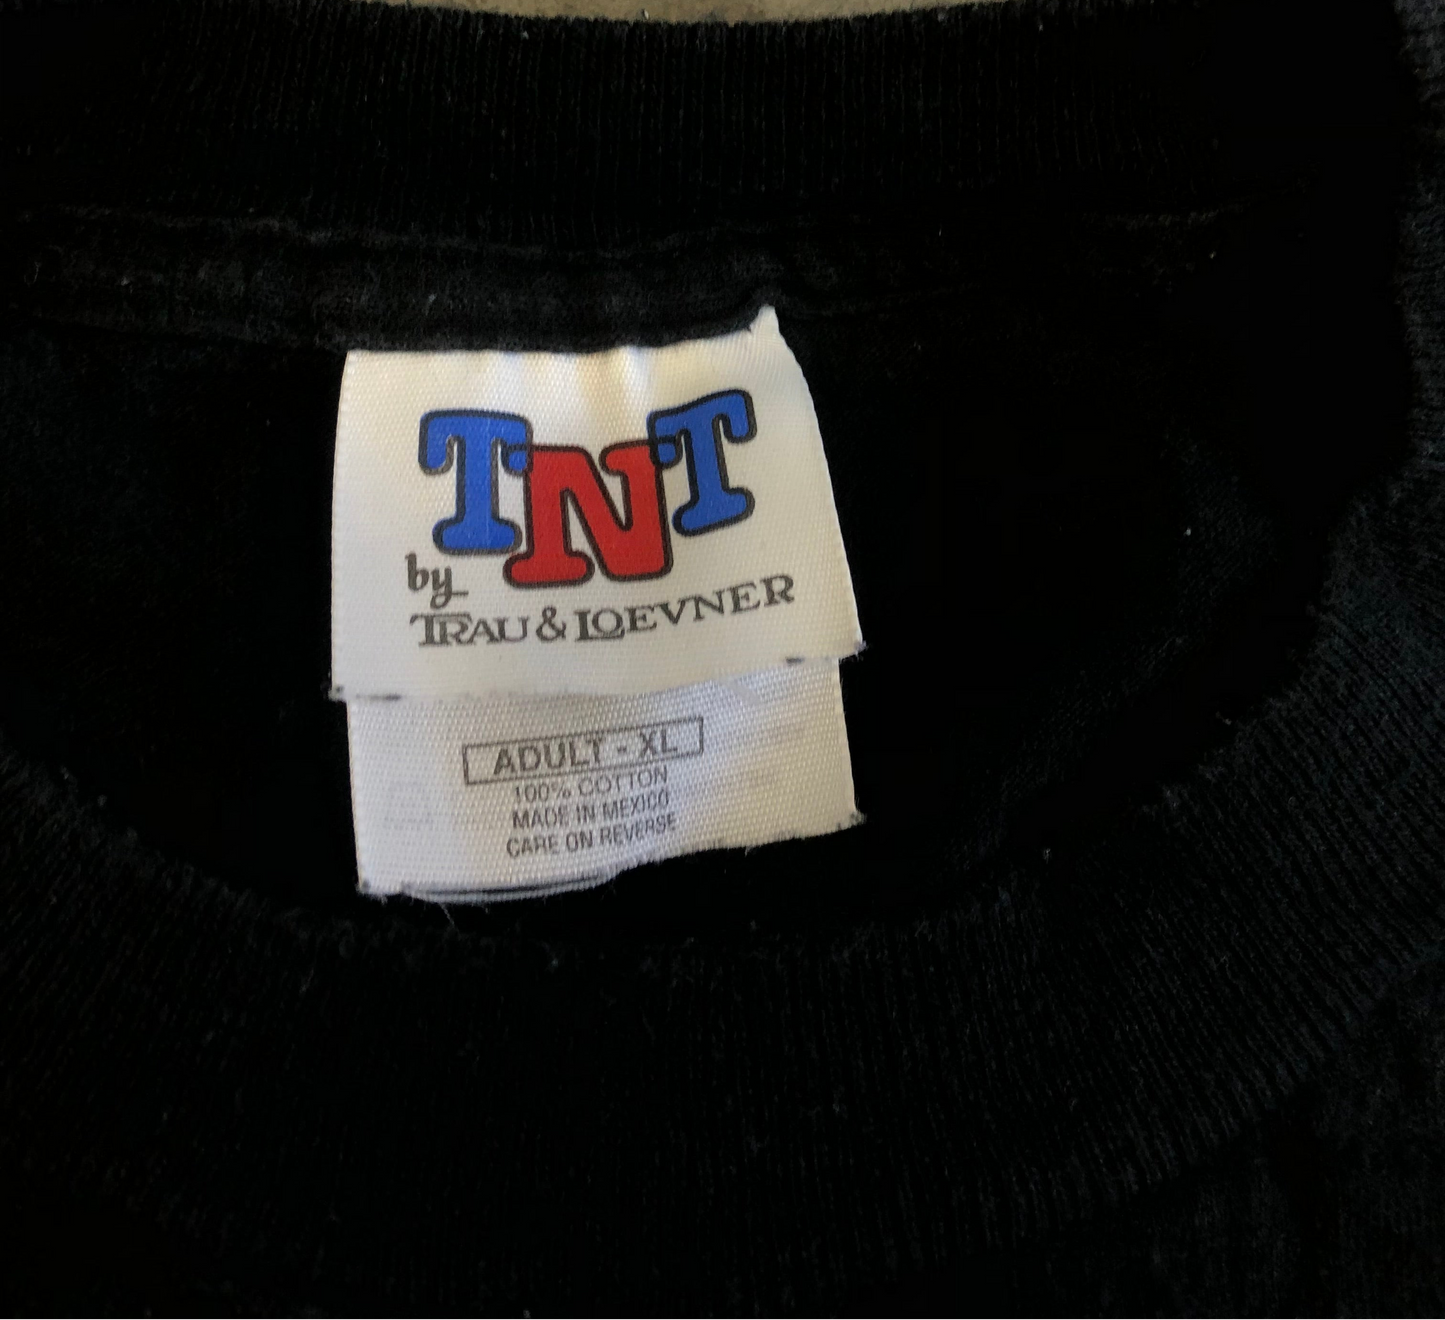 TNT
by
TRAU & LOEVNER
ADULT - XL
100% COTTON
MADE IN MEXICO
CARE ON REVERSE